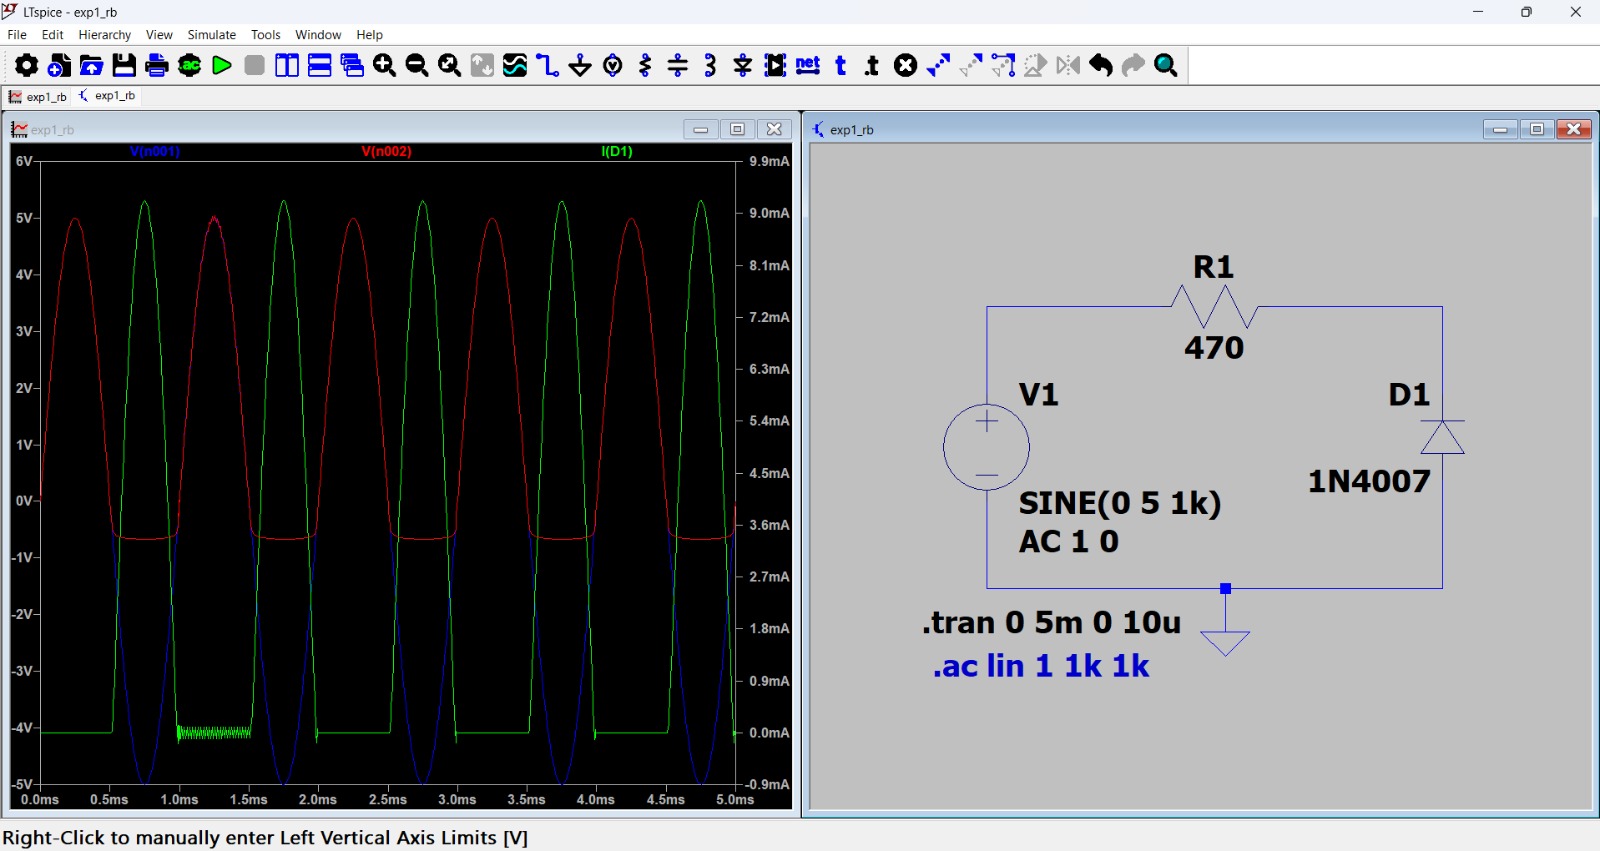 LTspice - exp1_rb
File Edit Hierarchy View Simulate Tools Window Help
.ac net t .t
exp1_rb exp1_rb
exp1_rb
V(n001) V(n002) I(D1)
6V
5V
4V
3V
2V
1V
0V
-1V
-2V
-3V
-4V
-5V
9.9mA
9.0mA
8.1mA
7.2mA
6.3mA
5.4mA
4.5mA
3.6mA
2.7mA
1.8mA
0.9mA
0.0mA
-0.9mA
0.0ms 0.5ms 1.0ms 1.5ms 2.0ms 2.5ms 3.0ms 3.5ms 4.0ms 4.5ms 5.0ms
exp1_rb
R1
470
V1
D1
1N4007
SINE(0 5 1k)
AC 1 0
.tran 0 5m 0 10u
.ac lin 1 1k 1k
Right-Click to manually enter Left Vertical Axis Limits [V]